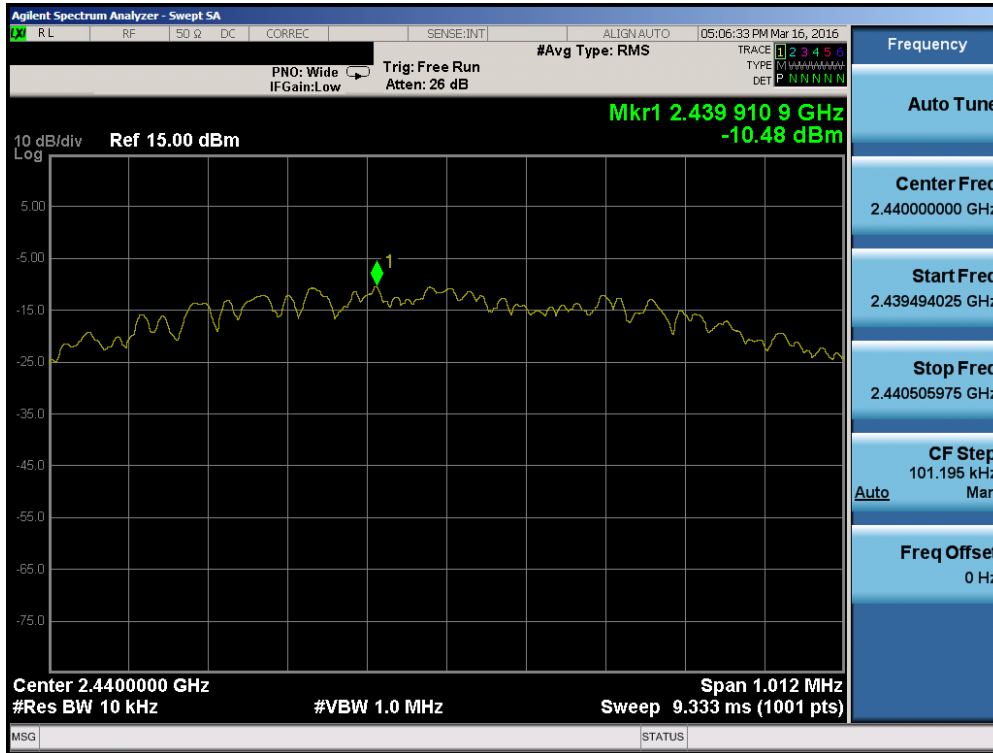 Agilent Spectrum Analyzer - Swept SA
LXI RL RF 50 Ω DC CORREC SENSE:INT ALIGN AUTO 05:06:33 PM Mar 16, 2016
#Avg Type: RMS TRACE 1 2 3 4 5 6
PNO: Wide Trig: Free Run TYPE M WWWWW
IFGain:Low Atten: 26 dB DET P N N N N N
Mkr1 2.439 910 9 GHz
-10.48 dBm
10 dB/div Ref 15.00 dBm
Log
5.00
-5.00
-15.0
-25.0
-35.0
-45.0
-55.0
-65.0
-75.0
1
Center 2.4400000 GHz Span 1.012 MHz
#Res BW 10 kHz #VBW 1.0 MHz Sweep 9.333 ms (1001 pts)
MSG STATUS
Frequency
Auto Tune
Center Freq
2.440000000 GHz
Start Freq
2.439494025 GHz
Stop Freq
2.440505975 GHz
CF Step
101.195 kHz
Auto Man
Freq Offset
0 Hz